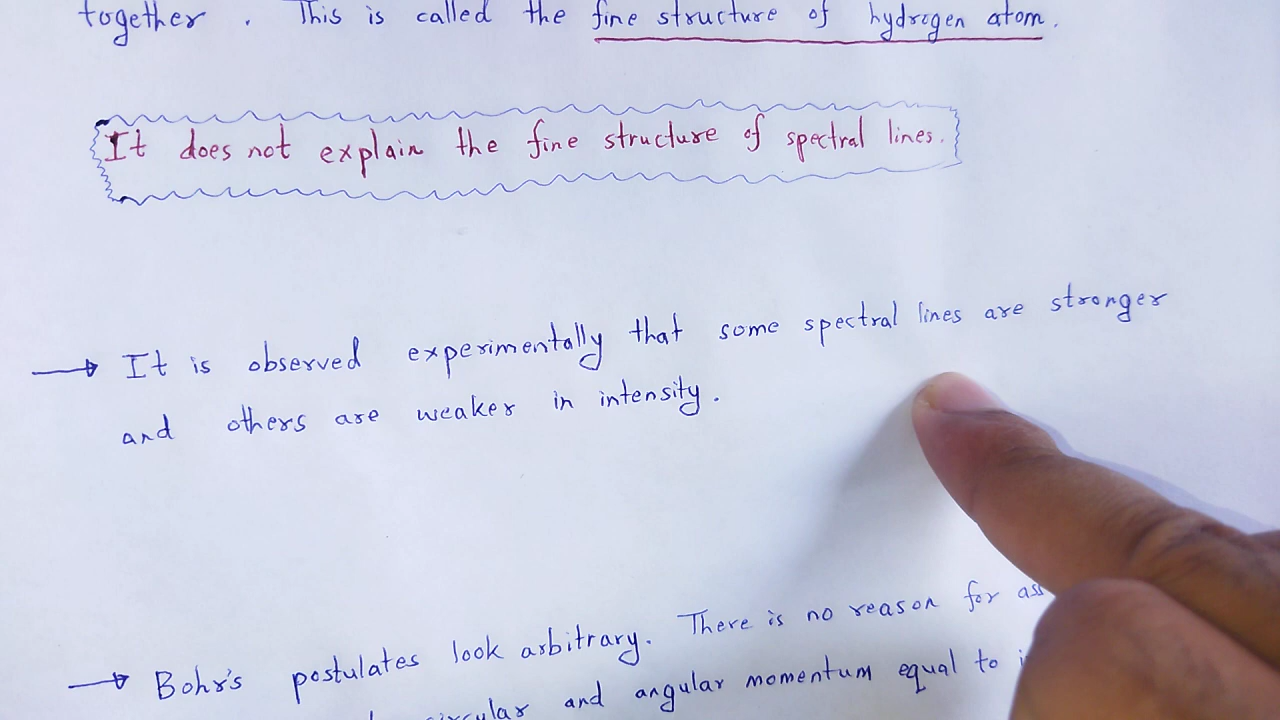 together. This is called the fine structure of hydrogen atom.
It does not explain the fine structure of spectral lines.
It is observed experimentally that some spectral lines are stronger
and others are weaker in intensity.
Bohr's postulates look arbitrary. There is no reason for
circular and angular momentum equal to